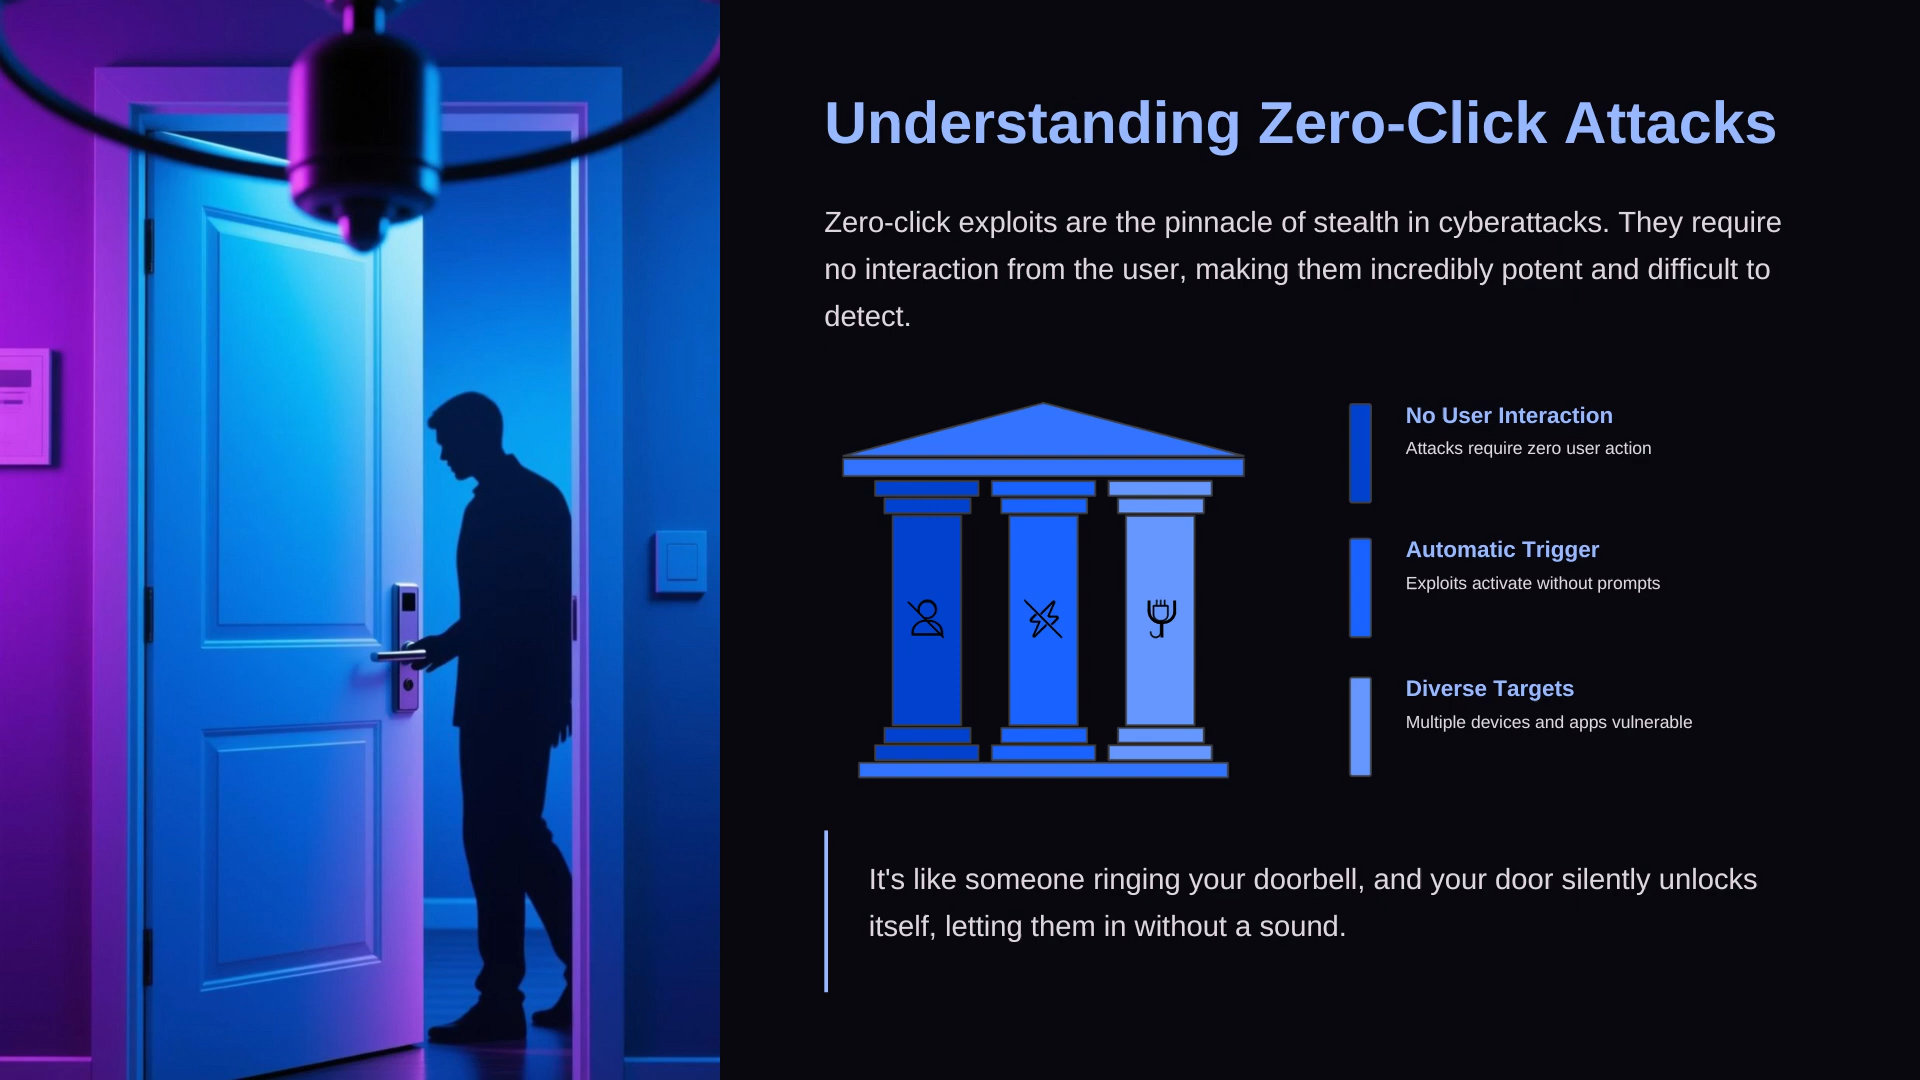 Understanding Zero-Click Attacks
Zero-click exploits are the pinnacle of stealth in cyberattacks. They require
no interaction from the user, making them incredibly potent and difficult to
detect.
No User Interaction
Attacks require zero user action
Automatic Trigger
Exploits activate without prompts
Diverse Targets
Multiple devices and apps vulnerable
It's like someone ringing your doorbell, and your door silently unlocks
itself, letting them in without a sound.